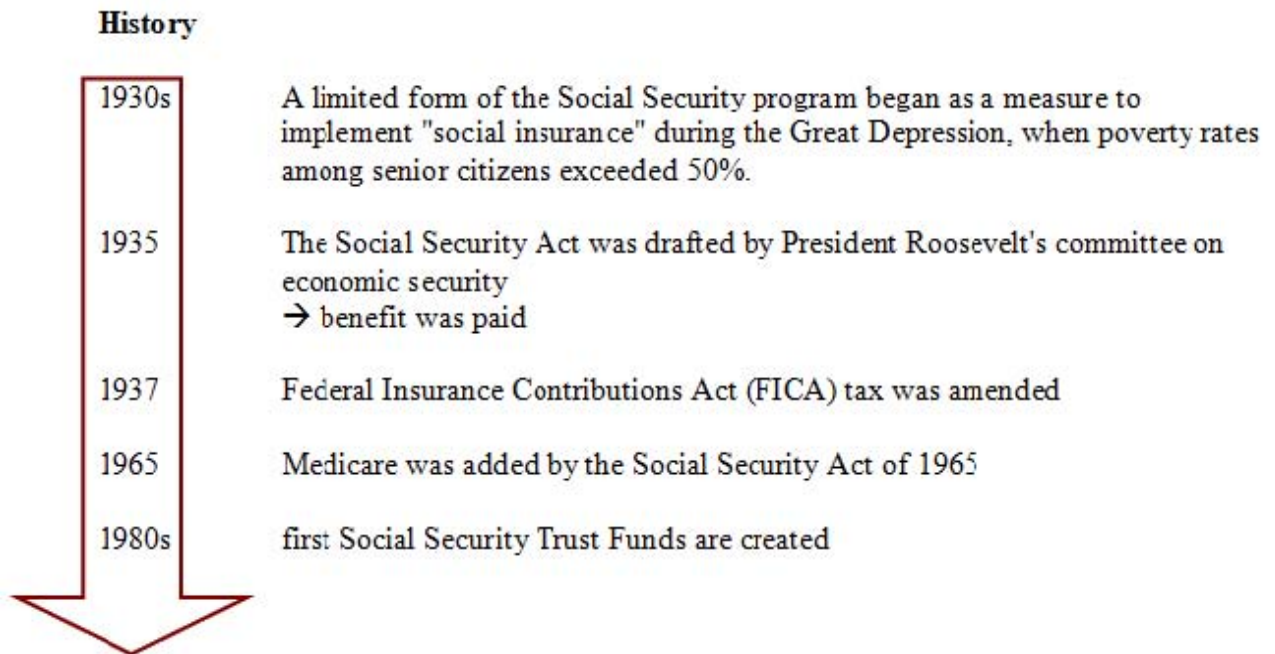 History
1930s A limited form of the Social Security program began as a measure to
implement "social insurance" during the Great Depression, when poverty rates
among senior citizens exceeded 50%.
1935 The Social Security Act was drafted by President Roosevelt's committee on
economic security
→ benefit was paid
1937 Federal Insurance Contributions Act (FICA) tax was amended
1965 Medicare was added by the Social Security Act of 1965
1980s first Social Security Trust Funds are created